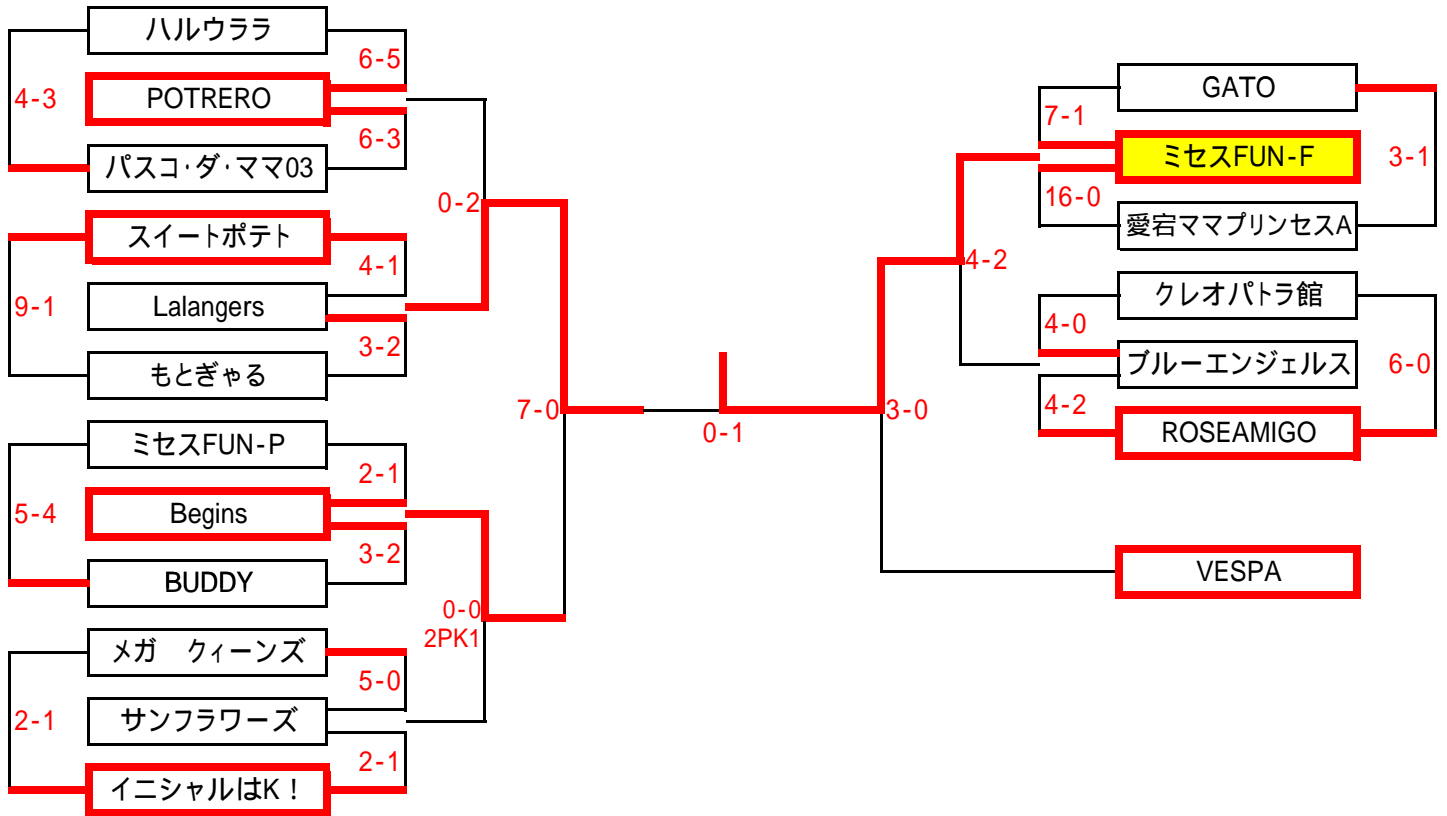 ハルウララ
6-5
4-3
POTRERO
6-3
パスコ・ダ・ママ03
0-2
スイートポテト
4-1
9-1
Lalangers
3-2
もとぎゃる
7-0
ミセスFUN-P
2-1
5-4
Begins
3-2
BUDDY
0-0
2PK1
メガ　クィーンズ
5-0
2-1
サンフラワーズ
2-1
イニシャルはK！
0-1
GATO
7-1
ミセスFUN-F
3-1
16-0
愛宕ママプリンセスA
4-2
クレオパトラ館
4-0
ブルーエンジェルス
6-0
4-2
ROSEAMIGO
3-0
VESPA